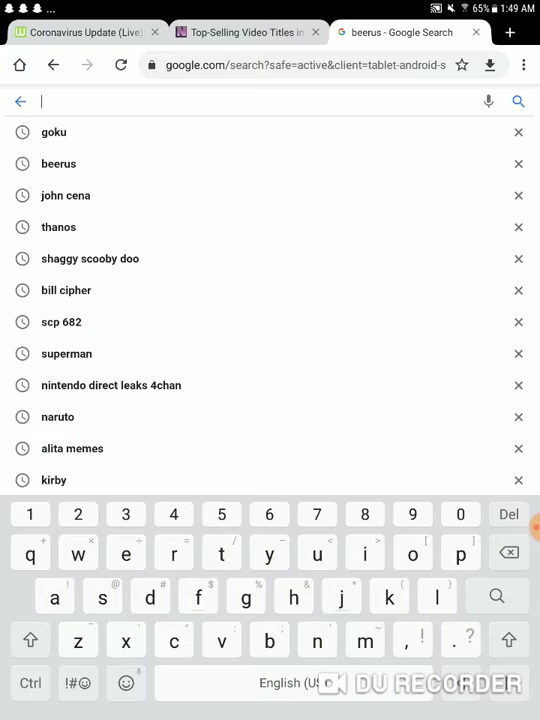 ... 65% 1:49 AM
Coronavirus Update (Live) Top-Selling Video Titles in beerus - Google Search
google.com/search?safe=active&client=tablet-android-s
goku
beerus
john cena
thanos
shaggy scooby doo
bill cipher
scp 682
superman
nintendo direct leaks 4chan
naruto
alita memes
kirby
1 2 3 4 5 6 7 8 9 0 Del
q w e r t y u i o p
a s d f g h j k l
z x c v b n m , ! . ?
Ctrl !#☺ English (US)
DU RECORDER